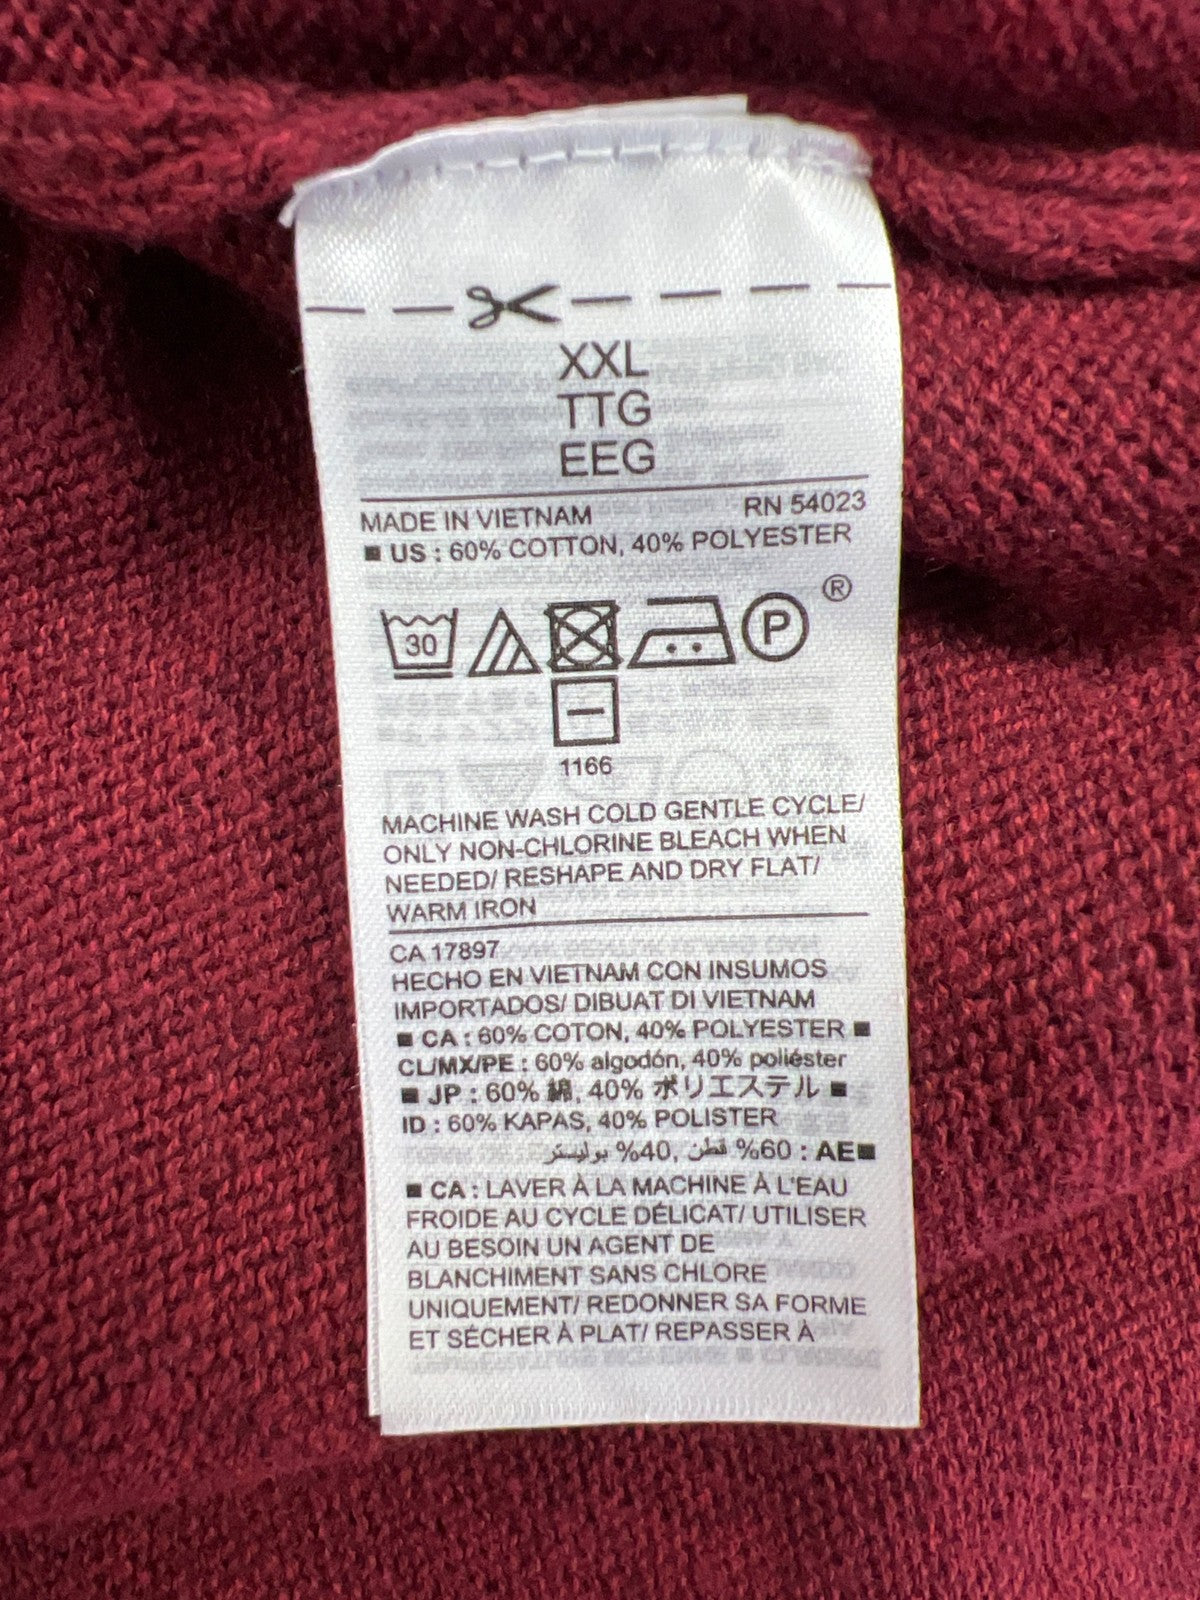 XXL
TTG
EEG
MADE IN VIETNAM RN 54023
■ US : 60% COTTON, 40% POLYESTER
30 P ®
1166
MACHINE WASH COLD GENTLE CYCLE/
ONLY NON-CHLORINE BLEACH WHEN
NEEDED/ RESHAPE AND DRY FLAT/
WARM IRON
CA 17897
HECHO EN VIETNAM CON INSUMOS
IMPORTADOS/ DIBUAT DI VIETNAM
■ CA : 60% COTON, 40% POLYESTER ■
CL/MX/PE : 60% algodón, 40% poliéster
■ JP : 60% 綿, 40% ポリエステル ■
ID : 60% KAPAS, 40% POLISTER
■AE : 60% قطن, 40% بوليستر
■ CA : LAVER À LA MACHINE À L'EAU
FROIDE AU CYCLE DÉLICAT/ UTILISER
AU BESOIN UN AGENT DE
BLANCHIMENT SANS CHLORE
UNIQUEMENT/ REDONNER SA FORME
ET SÉCHER À PLAT/ REPASSER À